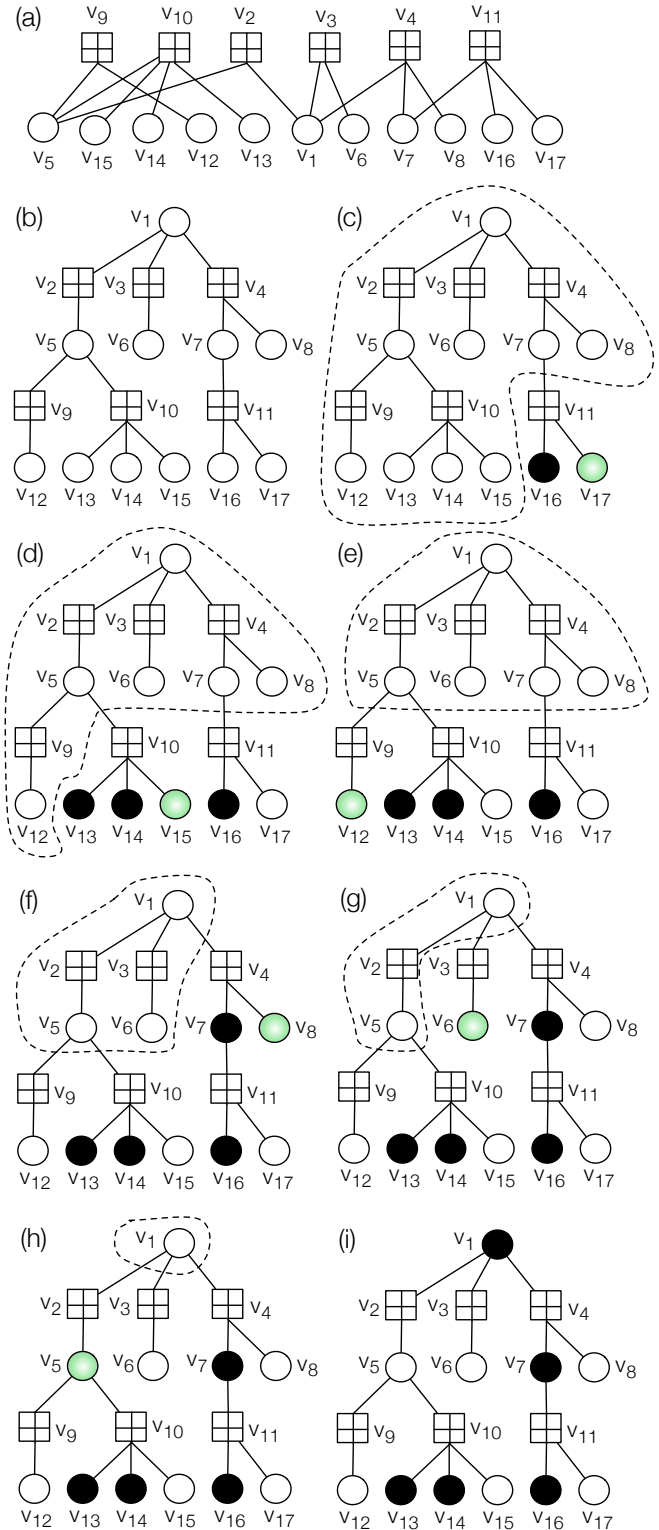 (a) v9 v10 v2 v3 v4 v11
v5 v15 v14 v12 v13 v1 v6 v7 v8 v16 v17
(b) v1
v2 v3 v4
v5 v6 v7 v8
v9 v10 v11
v12 v13 v14 v15 v16 v17
(c) v1
v2 v3 v4
v5 v6 v7 v8
v9 v10 v11
v12 v13 v14 v15 v16 v17
(d) v1
v2 v3 v4
v5 v6 v7 v8
v9 v10 v11
v12 v13 v14 v15 v16 v17
(e) v1
v2 v3 v4
v5 v6 v7 v8
v9 v10 v11
v12 v13 v14 v15 v16 v17
(f) v1
v2 v3 v4
v5 v6 v7 v8
v9 v10 v11
v12 v13 v14 v15 v16 v17
(g) v1
v2 v3 v4
v5 v6 v7 v8
v9 v10 v11
v12 v13 v14 v15 v16 v17
(h) v1
v2 v3 v4
v5 v6 v7 v8
v9 v10 v11
v12 v13 v14 v15 v16 v17
(i) v1
v2 v3 v4
v5 v6 v7 v8
v9 v10 v11
v12 v13 v14 v15 v16 v17